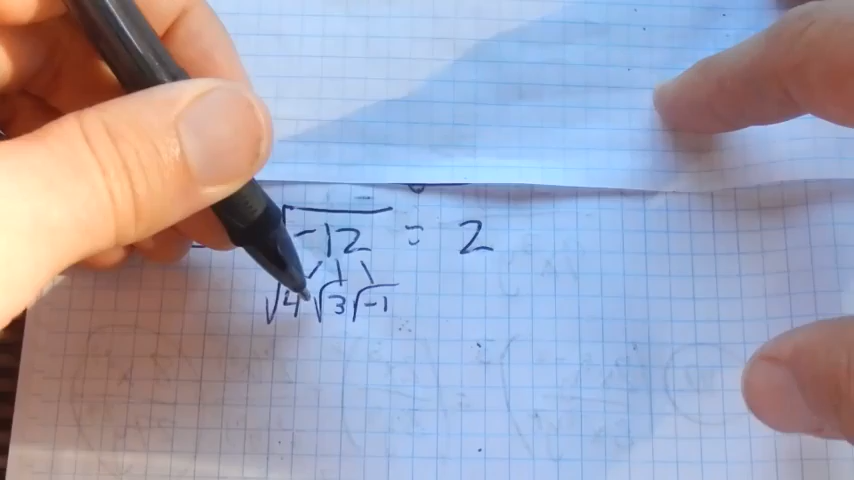 √-12 = 2
√4 √3 √-1